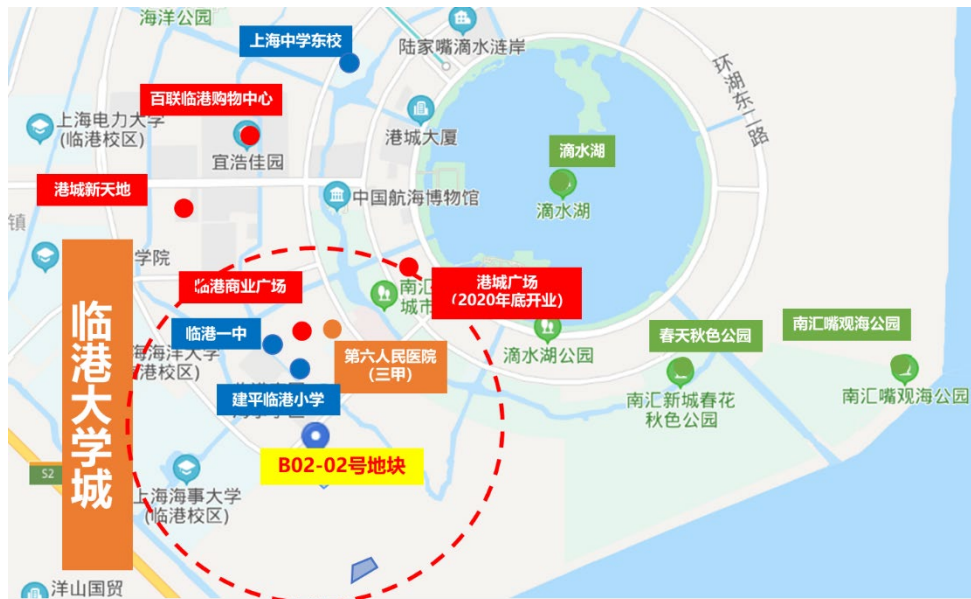 海洋公园
上海中学东校
陆家嘴滴水涟岸
环湖东二路
百联临港购物中心
上海电力大学
(临港校区)
宜浩佳园
港城大厦
滴水湖
滴水湖
港城新天地
中国航海博物馆
镇
学院
临港商业广场
南汇
城市
港城广场
（2020年底开业）
临港大学城
临港一中
海海洋大学
港校区)
第六人民医院
（三甲）
建平临港小学
滴水湖公园
春天秋色公园
南汇嘴观海公园
南汇新城春花
秋色公园
南汇嘴观海公园
B02-02号地块
S2
上海海事大学
(临港校区)
洋山国贸